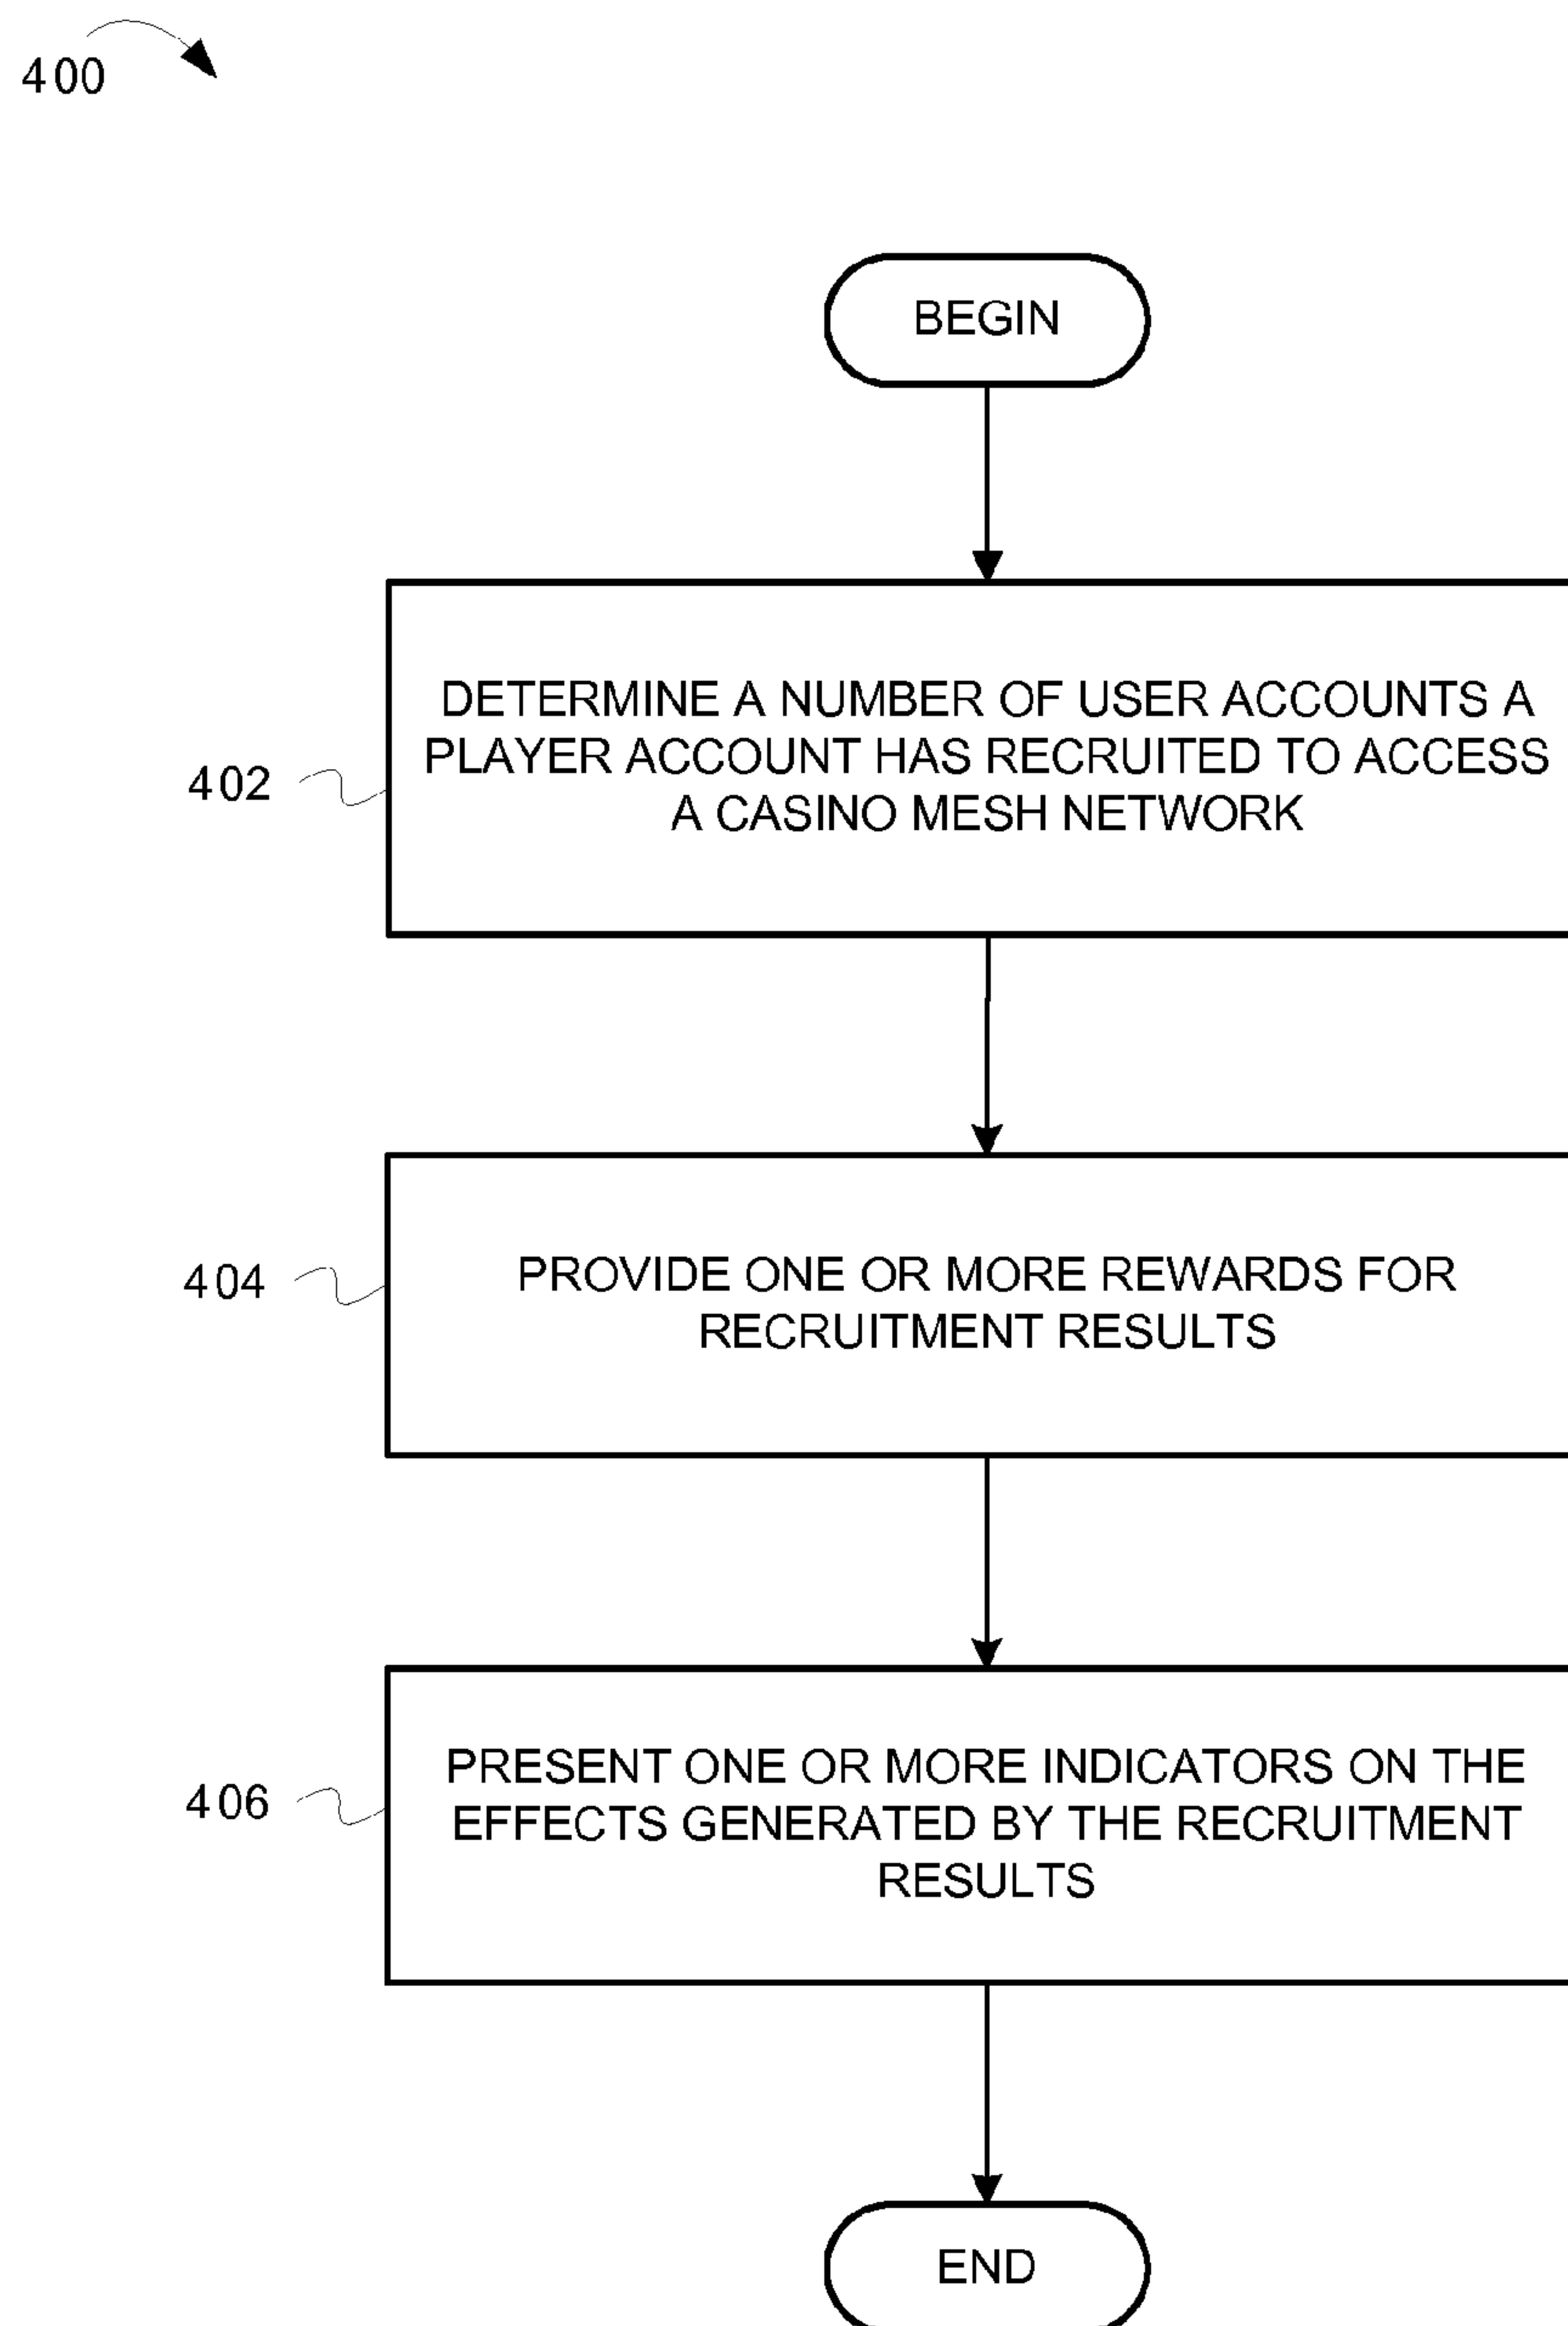 400
BEGIN
DETERMINE A NUMBER OF USER ACCOUNTS A
PLAYER ACCOUNT HAS RECRUITED TO ACCESS
A CASINO MESH NETWORK
402
PROVIDE ONE OR MORE REWARDS FOR
RECRUITMENT RESULTS
404
PRESENT ONE OR MORE INDICATORS ON THE
EFFECTS GENERATED BY THE RECRUITMENT
RESULTS
406
END